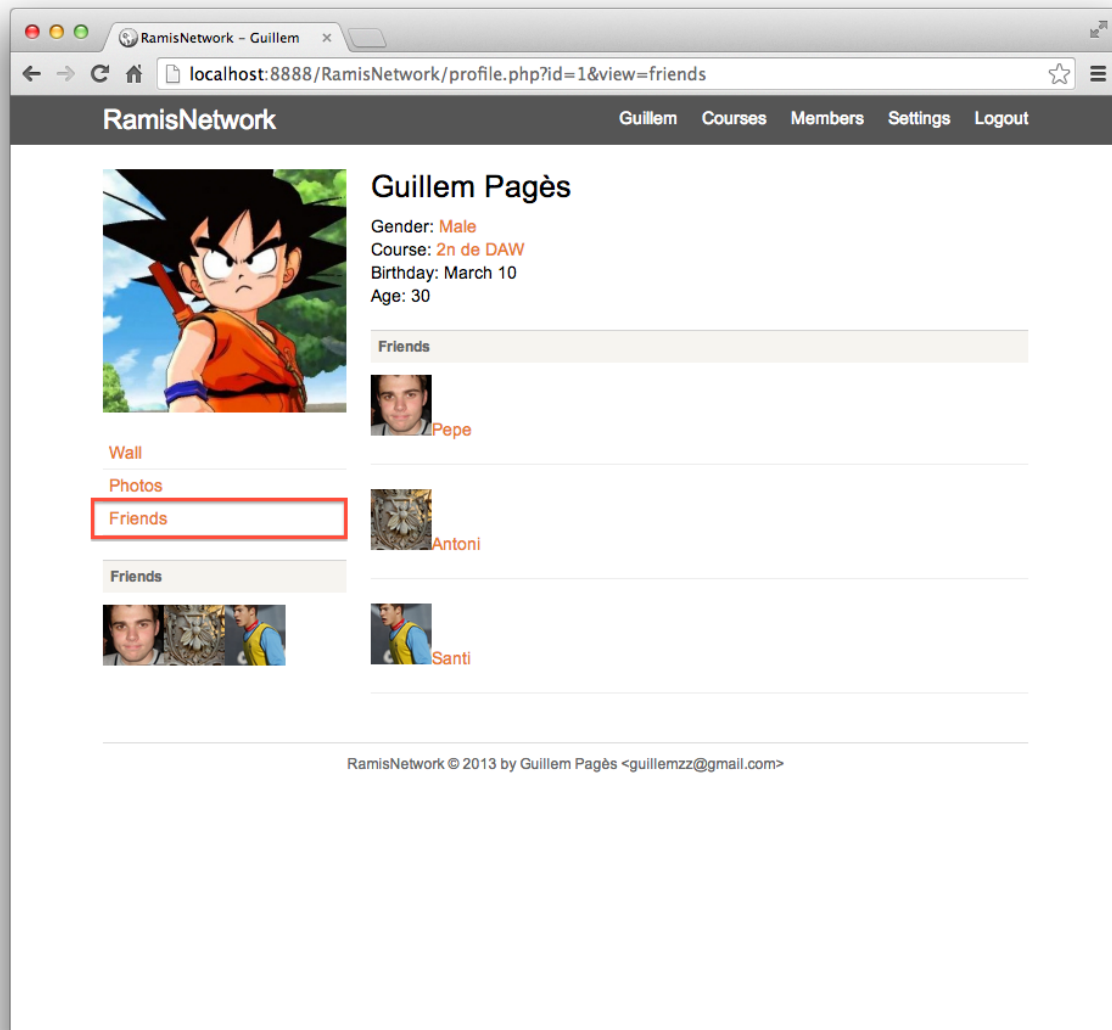 RamisNetwork – Guillem
localhost:8888/RamisNetwork/profile.php?id=1&view=friends
RamisNetwork Guillem Courses Members Settings Logout
Guillem Pagès
Gender: Male
Course: 2n de DAW
Birthday: March 10
Age: 30
Friends
Pepe
Antoni
Santi
Wall
Photos
Friends
Friends
RamisNetwork © 2013 by Guillem Pagès <guillemzz@gmail.com>